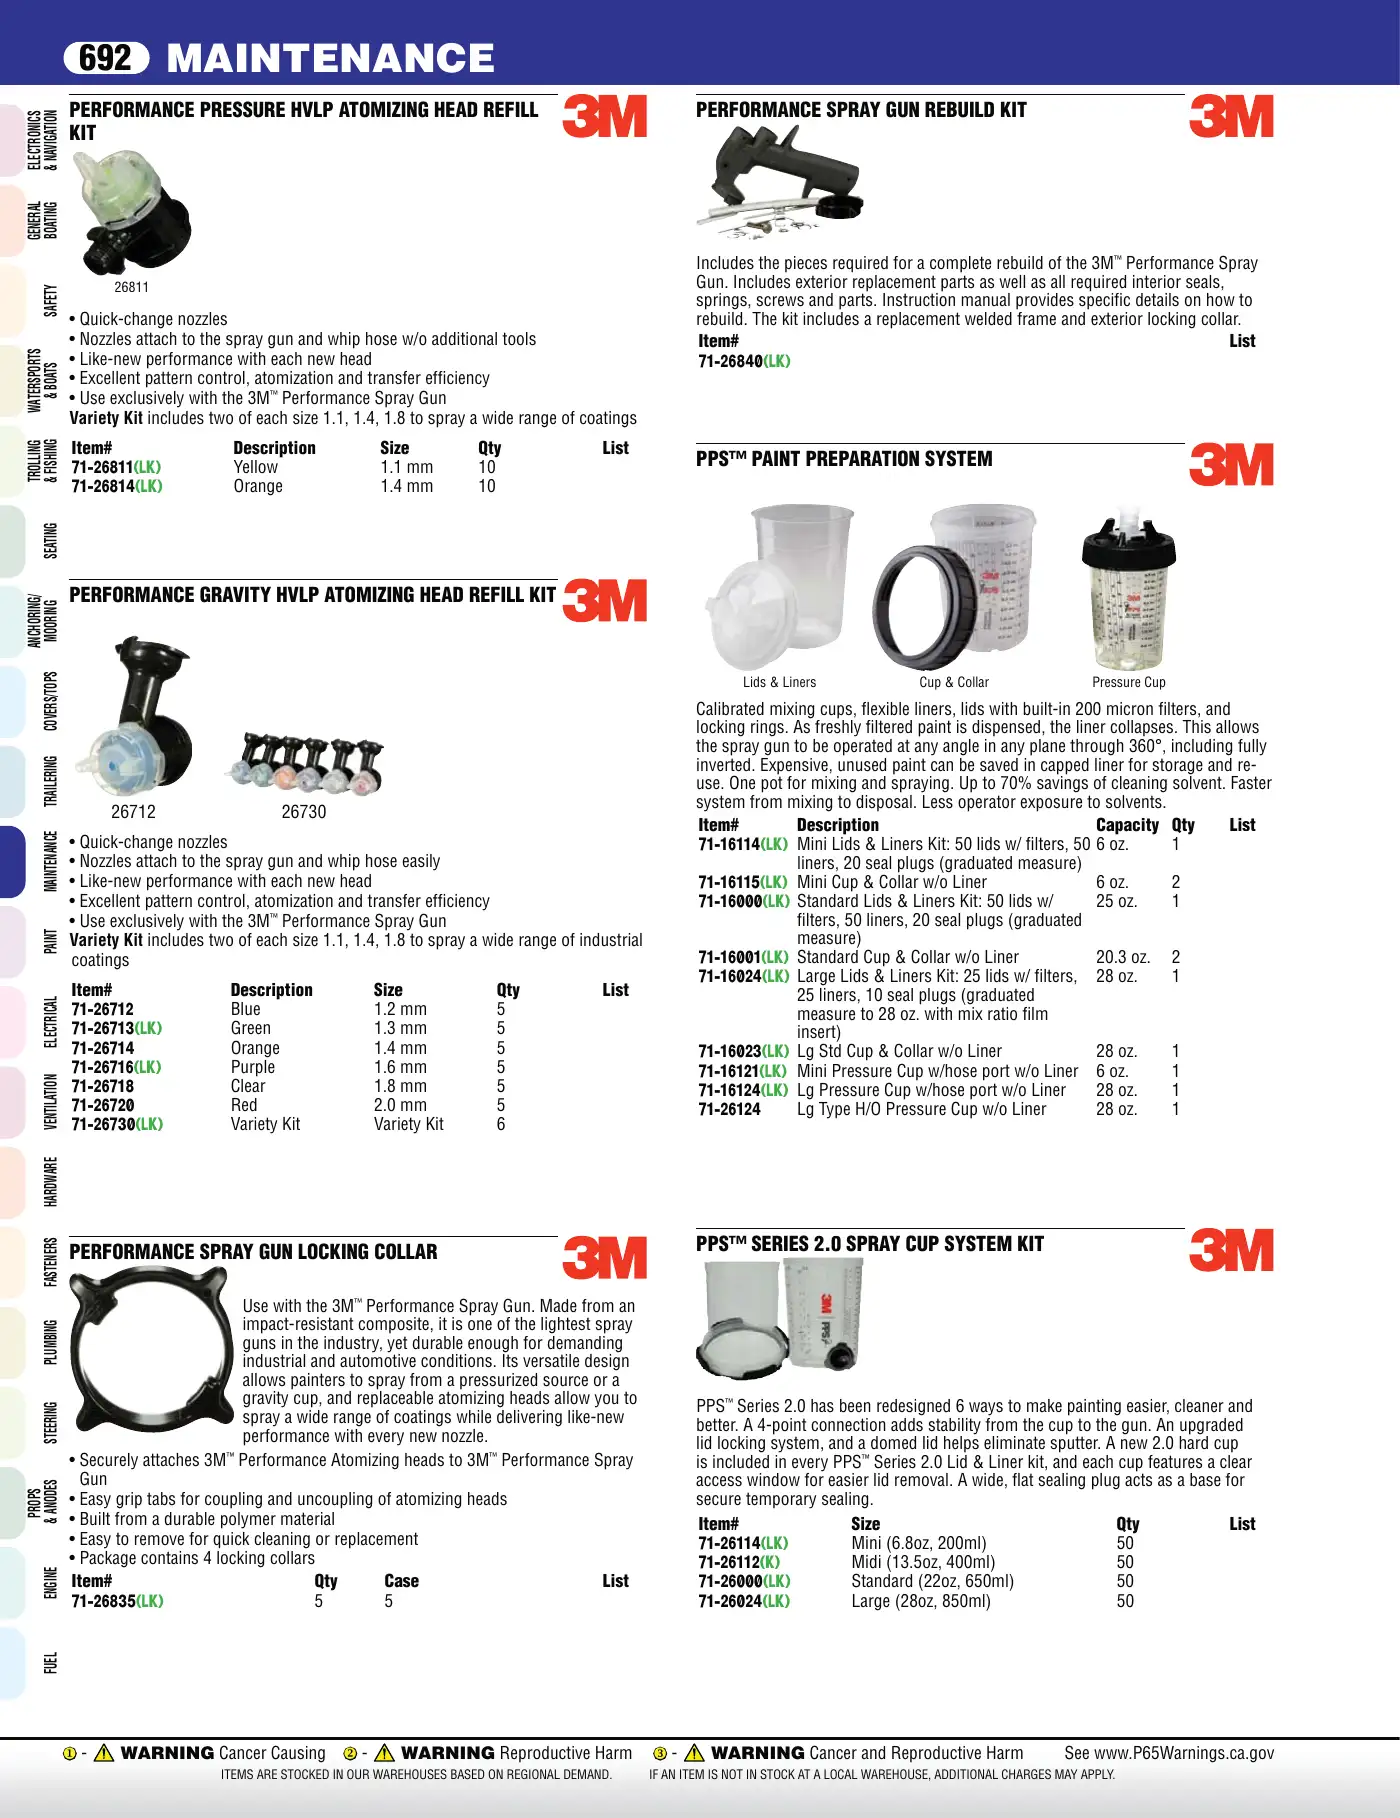 692 MAINTENANCE
ELECTRONICS
& NAVIGATION
GENERAL
BOATING
SAFETY
WATERSPORTS
& BOATS
TROLLING
& FISHING
SEATING
ANCHORING/
MOORING
COVERS/TOPS
TRAILERING
MAINTENANCE
PAINT
ELECTRICAL
VENTILATION
HARDWARE
FASTENERS
PLUMBING
STEERING
PROPS
& ANODES
ENGINE
FUEL
PERFORMANCE PRESSURE HVLP ATOMIZING HEAD REFILL
KIT
3M
26811
• Quick-change nozzles
• Nozzles attach to the spray gun and whip hose w/o additional tools
• Like-new performance with each new head
• Excellent pattern control, atomization and transfer efficiency
• Use exclusively with the 3M™ Performance Spray Gun
Variety Kit includes two of each size 1.1, 1.4, 1.8 to spray a wide range of coatings
Item# Description Size Qty List
71-26811(LK) Yellow 1.1 mm 10
71-26814(LK) Orange 1.4 mm 10
PERFORMANCE GRAVITY HVLP ATOMIZING HEAD REFILL KIT
3M
26712 26730
• Quick-change nozzles
• Nozzles attach to the spray gun and whip hose easily
• Like-new performance with each new head
• Excellent pattern control, atomization and transfer efficiency
• Use exclusively with the 3M™ Performance Spray Gun
Variety Kit includes two of each size 1.1, 1.4, 1.8 to spray a wide range of industrial
coatings
Item# Description Size Qty List
71-26712 Blue 1.2 mm 5
71-26713(LK) Green 1.3 mm 5
71-26714 Orange 1.4 mm 5
71-26716(LK) Purple 1.6 mm 5
71-26718 Clear 1.8 mm 5
71-26720 Red 2.0 mm 5
71-26730(LK) Variety Kit Variety Kit 6
PERFORMANCE SPRAY GUN LOCKING COLLAR
3M
Use with the 3M™ Performance Spray Gun. Made from an
impact-resistant composite, it is one of the lightest spray
guns in the industry, yet durable enough for demanding
industrial and automotive conditions. Its versatile design
allows painters to spray from a pressurized source or a
gravity cup, and replaceable atomizing heads allow you to
spray a wide range of coatings while delivering like-new
performance with every new nozzle.
• Securely attaches 3M™ Performance Atomizing heads to 3M™ Performance Spray
Gun
• Easy grip tabs for coupling and uncoupling of atomizing heads
• Built from a durable polymer material
• Easy to remove for quick cleaning or replacement
• Package contains 4 locking collars
Item# Qty Case List
71-26835(LK) 5 5
PERFORMANCE SPRAY GUN REBUILD KIT
3M
Includes the pieces required for a complete rebuild of the 3M™ Performance Spray
Gun. Includes exterior replacement parts as well as all required interior seals,
springs, screws and parts. Instruction manual provides specific details on how to
rebuild. The kit includes a replacement welded frame and exterior locking collar.
Item# List
71-26840(LK)
PPS™ PAINT PREPARATION SYSTEM
3M
Lids & Liners Cup & Collar Pressure Cup
Calibrated mixing cups, flexible liners, lids with built-in 200 micron filters, and
locking rings. As freshly filtered paint is dispensed, the liner collapses. This allows
the spray gun to be operated at any angle in any plane through 360°, including fully
inverted. Expensive, unused paint can be saved in capped liner for storage and re-
use. One pot for mixing and spraying. Up to 70% savings of cleaning solvent. Faster
system from mixing to disposal. Less operator exposure to solvents.
Item# Description Capacity Qty List
71-16114(LK) Mini Lids & Liners Kit: 50 lids w/ filters, 50 6 oz. 1
liners, 20 seal plugs (graduated measure)
71-16115(LK) Mini Cup & Collar w/o Liner 6 oz. 2
71-16000(LK) Standard Lids & Liners Kit: 50 lids w/ 25 oz. 1
filters, 50 liners, 20 seal plugs (graduated
measure)
71-16001(LK) Standard Cup & Collar w/o Liner 20.3 oz. 2
71-16024(LK) Large Lids & Liners Kit: 25 lids w/ filters, 28 oz. 1
25 liners, 10 seal plugs (graduated
measure to 28 oz. with mix ratio film
insert)
71-16023(LK) Lg Std Cup & Collar w/o Liner 28 oz. 1
71-16121(LK) Mini Pressure Cup w/hose port w/o Liner 6 oz. 1
71-16124(LK) Lg Pressure Cup w/hose port w/o Liner 28 oz. 1
71-26124 Lg Type H/O Pressure Cup w/o Liner 28 oz. 1
PPS™ SERIES 2.0 SPRAY CUP SYSTEM KIT
3M
3M PPS
PPS™ Series 2.0 has been redesigned 6 ways to make painting easier, cleaner and
better. A 4-point connection adds stability from the cup to the gun. An upgraded
lid locking system, and a domed lid helps eliminate sputter. A new 2.0 hard cup
is included in every PPS™ Series 2.0 Lid & Liner kit, and each cup features a clear
access window for easier lid removal. A wide, flat sealing plug acts as a base for
secure temporary sealing.
Item# Size Qty List
71-26114(LK) Mini (6.8oz, 200ml) 50
71-26112(K) Midi (13.5oz, 400ml) 50
71-26000(LK) Standard (22oz, 650ml) 50
71-26024(LK) Large (28oz, 850ml) 50
1 - WARNING Cancer Causing 2 - WARNING Reproductive Harm 3 - WARNING Cancer and Reproductive Harm See www.P65Warnings.ca.gov
ITEMS ARE STOCKED IN OUR WAREHOUSES BASED ON REGIONAL DEMAND. IF AN ITEM IS NOT IN STOCK AT A LOCAL WAREHOUSE, ADDITIONAL CHARGES MAY APPLY.